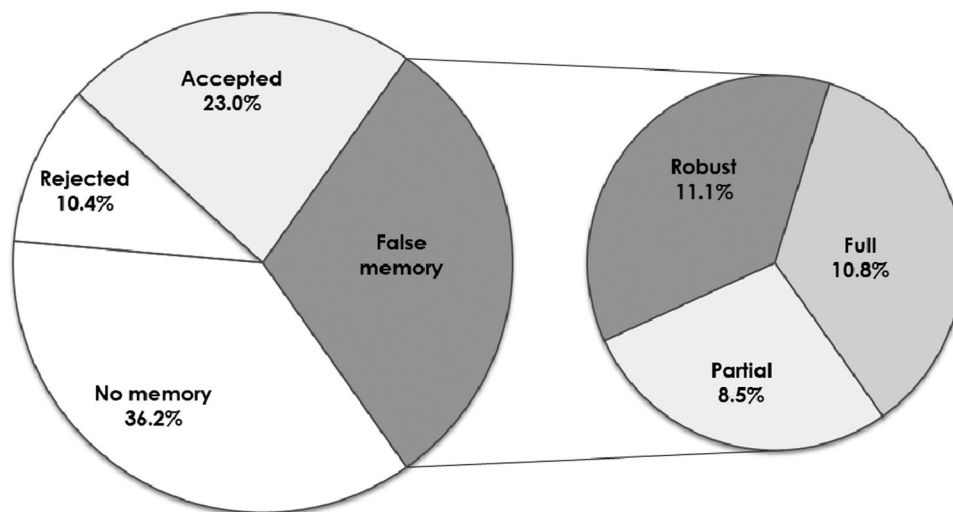 Accepted
23.0%
Rejected
10.4%
False
memory
No memory
36.2%
Robust
11.1%
Full
10.8%
Partial
8.5%